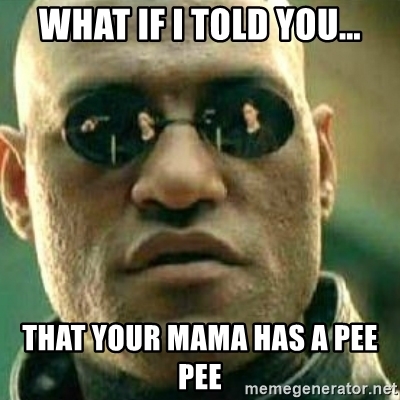 WHAT IF I TOLD YOU...
THAT YOUR MAMA HAS A PEE
PEE
memegenerator.net